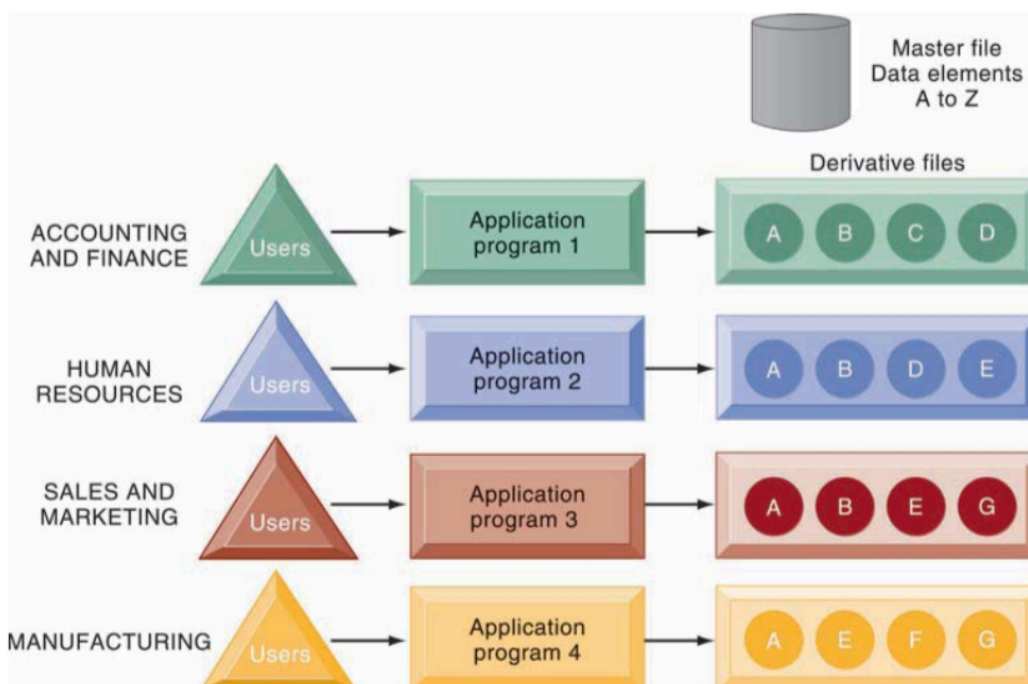 Master file
Data elements
A to Z
Derivative files
ACCOUNTING
AND FINANCE
Users
Application
program 1
A B C D
HUMAN
RESOURCES
Users
Application
program 2
A B D E
SALES AND
MARKETING
Users
Application
program 3
A B E G
MANUFACTURING
Users
Application
program 4
A E F G